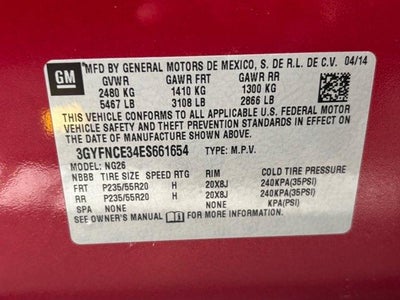 GM MFD BY GENERAL MOTORS DE MEXICO, S. DE R.L. DE C.V. 04/14
GVWR GAWR FRT GAWR RR
2480 KG 1410 KG 1300 KG
5467 LB 3108 LB 2866 LB
THIS VEHICLE CONFORMS TO ALL APPLICABLE U.S. FEDERAL MOTOR
VEHICLE SAFETY, BUMPER, AND THEFT PREVENTION STANDARDS IN EFFECT ON
THE DATE OF MANUFACTURE SHOWN ABOVE.
3GYFNCE34ES661654 TYPE: M.P.V.
MODEL: NG26
NBBB TIRE SIZE SPEED RTG RIM COLD TIRE PRESSURE
FRT P235/55R20 H 20X8J 240KPA(35PSI)
RR P235/55R20 H 20X8J 240KPA(35PSI)
SPA NONE NONE KPA(PSI)
SEE OWNER'S MANUAL FOR MORE INFORMATION.